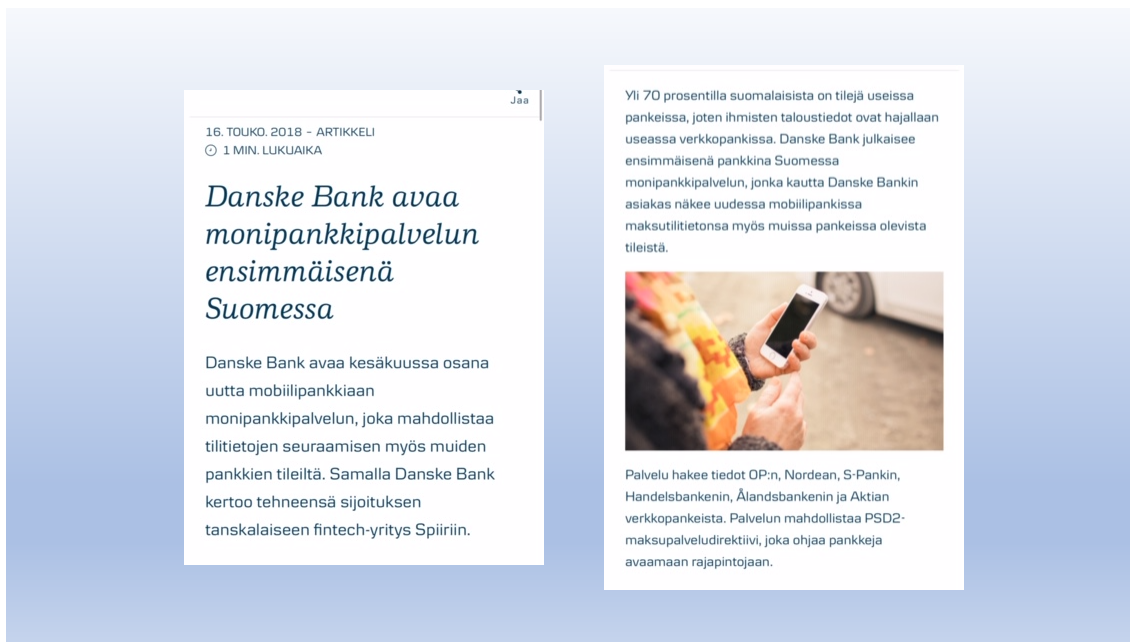 Jaa
16. TOUKO. 2018 – ARTIKKELI
1 MIN. LUKUAIKA
Danske Bank avaa
monipankkipalvelun
ensimmäisenä
Suomessa
Danske Bank avaa kesäkuussa osana
uutta mobiilipankkiaan
monipankkipalvelun, joka mahdollistaa
tilitietojen seuraamisen myös muiden
pankkien tileiltä. Samalla Danske Bank
kertoo tehneensä sijoituksen
tanskalaiseen fintech-yritys Spiiriin.
Yli 70 prosentilla suomalaisista on tilejä useissa
pankeissa, joten ihmisten taloustiedot ovat hajallaan
useassa verkkopankissa. Danske Bank julkaisee
ensimmäisenä pankkina Suomessa
monipankkipalvelun, jonka kautta Danske Bankin
asiakas näkee uudessa mobiilipankissa
maksutilitietonsa myös muissa pankeissa olevista
tileistä.
Palvelu hakee tiedot OP:n, Nordean, S-Pankin,
Handelsbankenin, Ålandsbankenin ja Aktian
verkkopankeista. Palvelun mahdollistaa PSD2-
maksupalveludirektiivi, joka ohjaa pankkeja
avaamaan rajapintojaan.